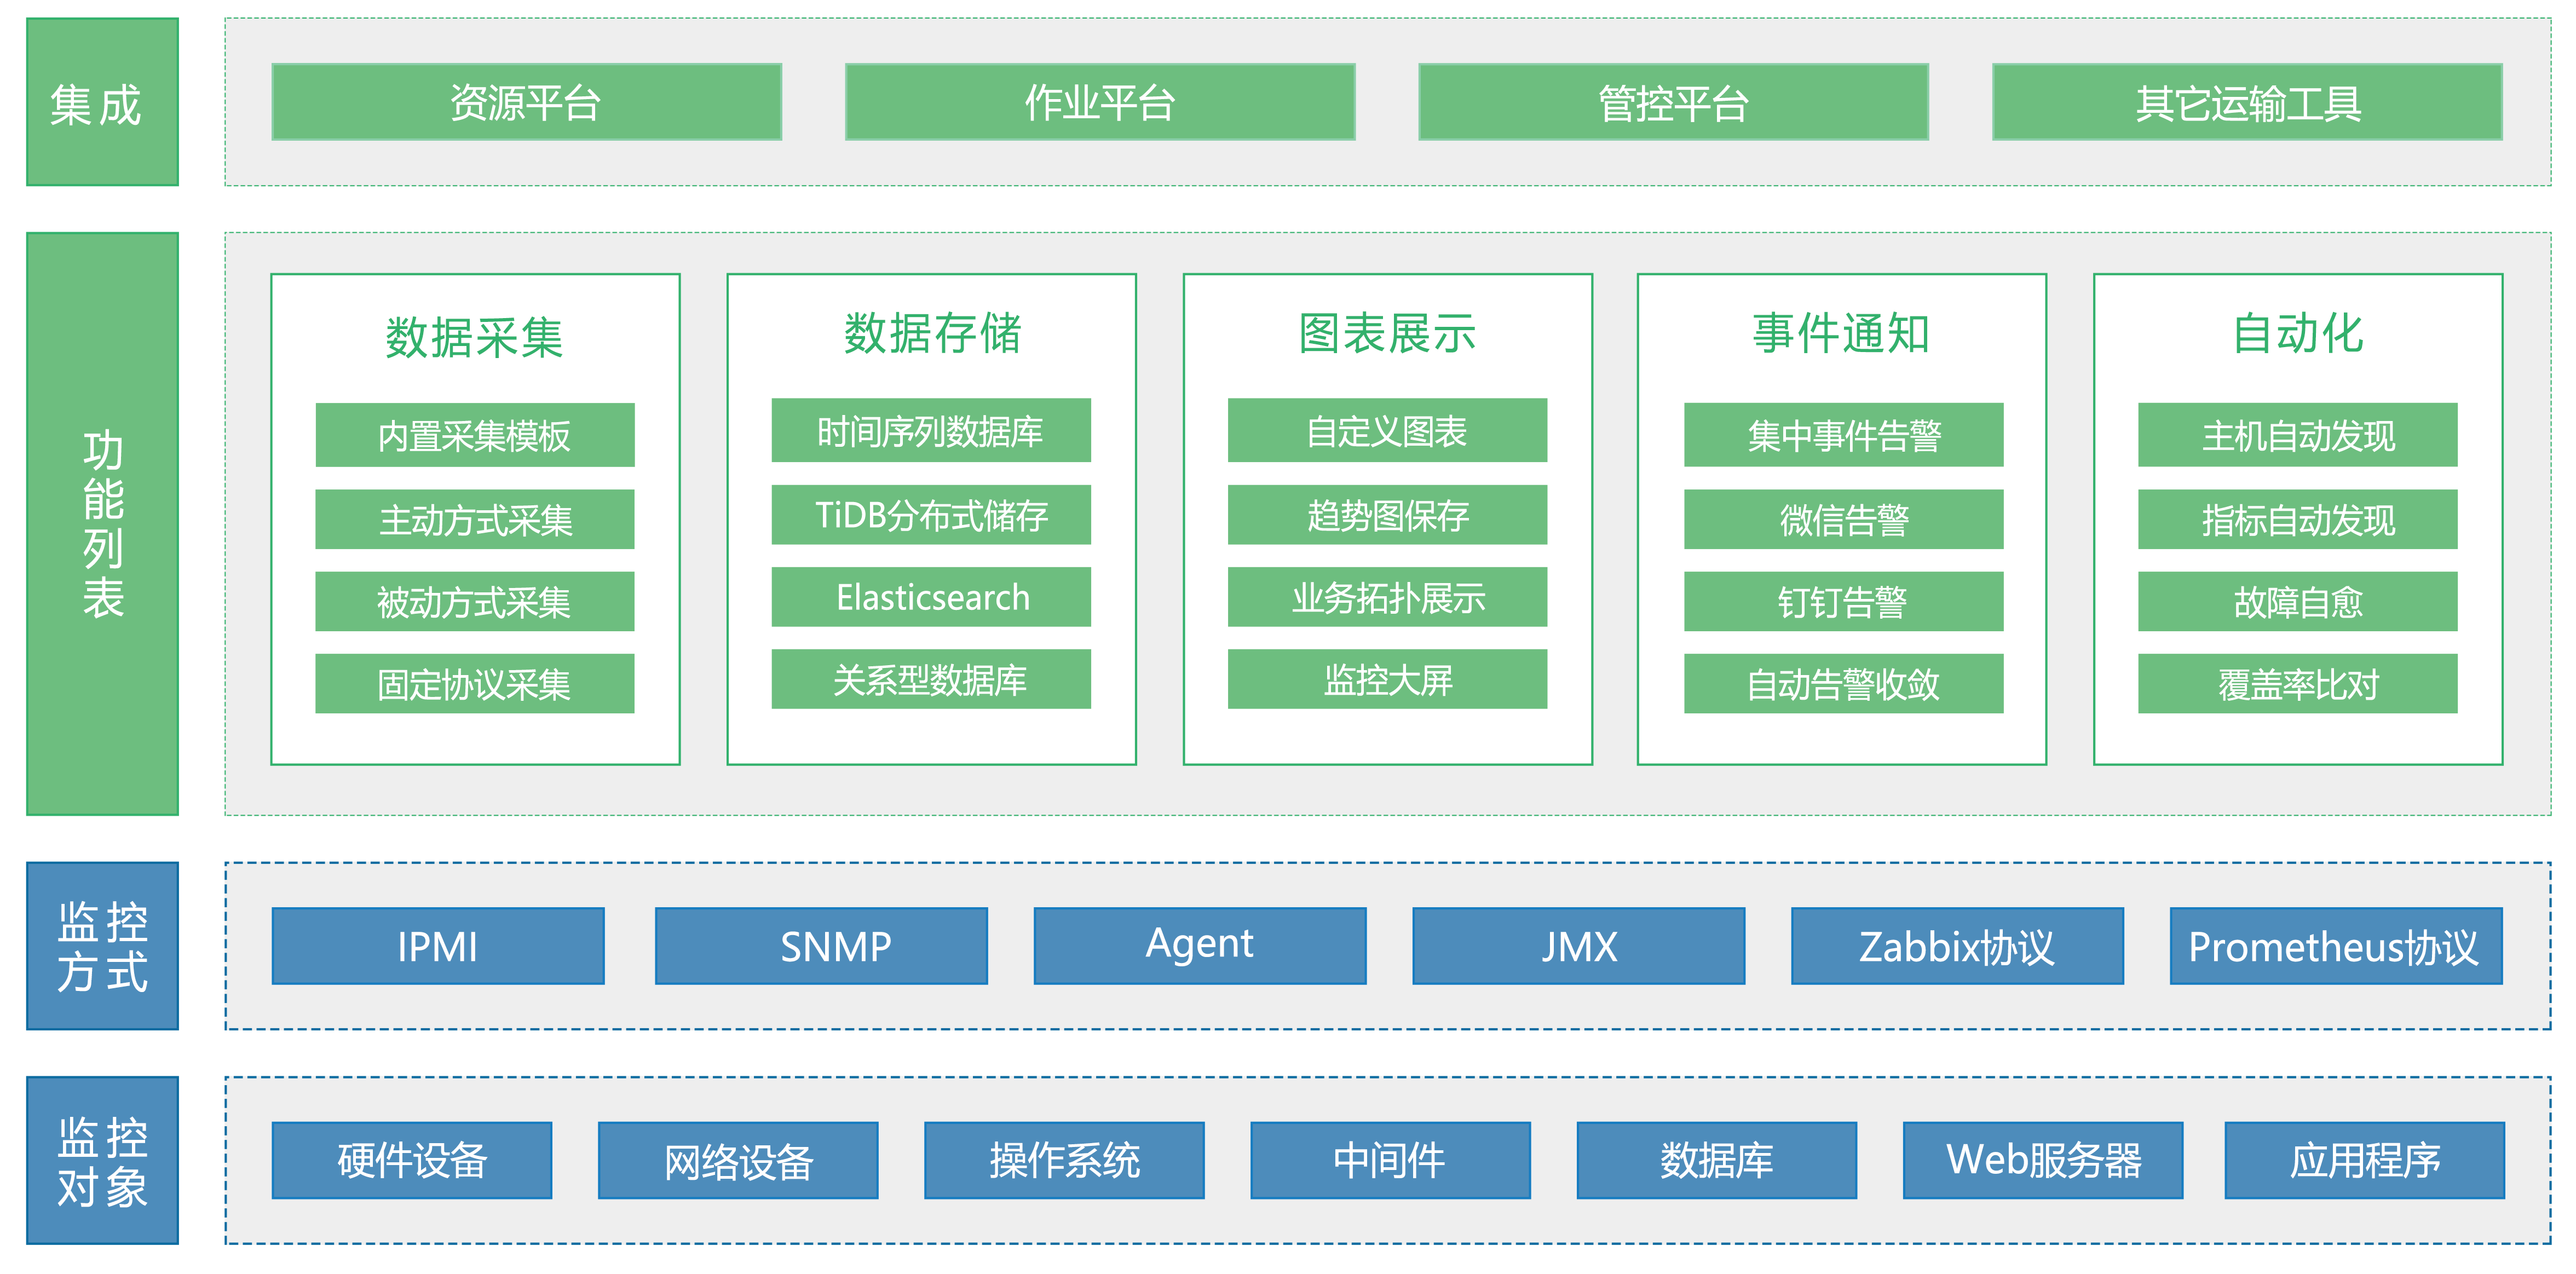 集成
资源平台
作业平台
管控平台
其它运输工具
功能列表
数据采集
内置采集模板
主动方式采集
被动方式采集
固定协议采集
数据存储
时间序列数据库
TiDB分布式储存
Elasticsearch
关系型数据库
图表展示
自定义图表
趋势图保存
业务拓扑展示
监控大屏
事件通知
集中事件告警
微信告警
钉钉告警
自动告警收敛
自动化
主机自动发现
指标自动发现
故障自愈
覆盖率比对
监控
方式
IPMI
SNMP
Agent
JMX
Zabbix协议
Prometheus协议
监控
对象
硬件设备
网络设备
操作系统
中间件
数据库
Web服务器
应用程序